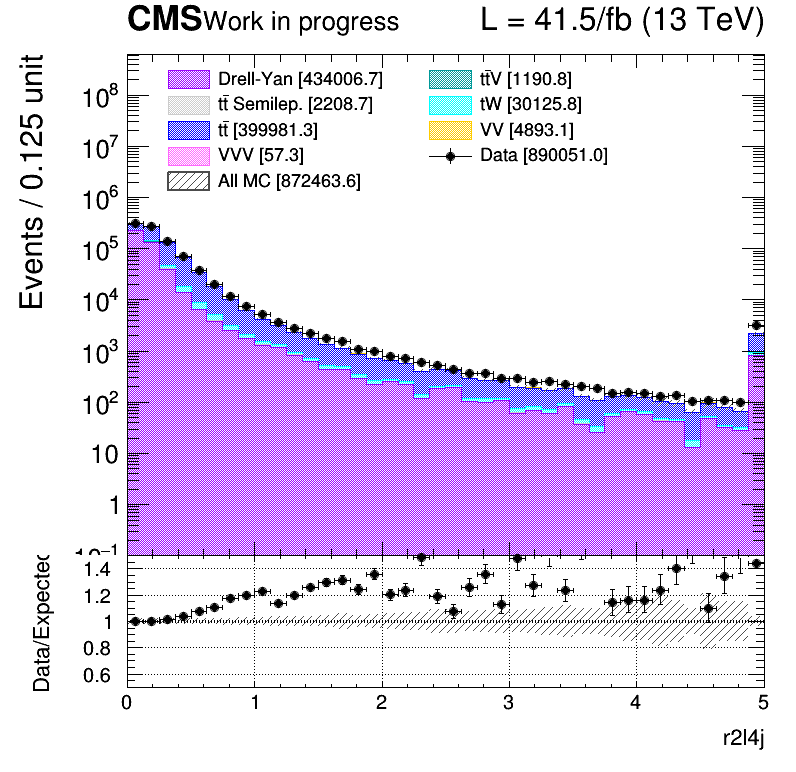 CMS Work in progress L = 41.5/fb (13 TeV)
Drell-Yan [434006.7] tt̄V [1190.8]
tt̄ Semilep. [2208.7] tW [30125.8]
tt̄ [399981.3] VV [4893.1]
VVV [57.3] Data [890051.0]
All MC [872463.6]
Events / 0.125 unit
10⁸
10⁷
10⁶
10⁵
10⁴
10³
10²
10
1
10⁻¹
Data/Expected
1.4
1.2
1
0.8
0.6
0 1 2 3 4 5
r2l4j